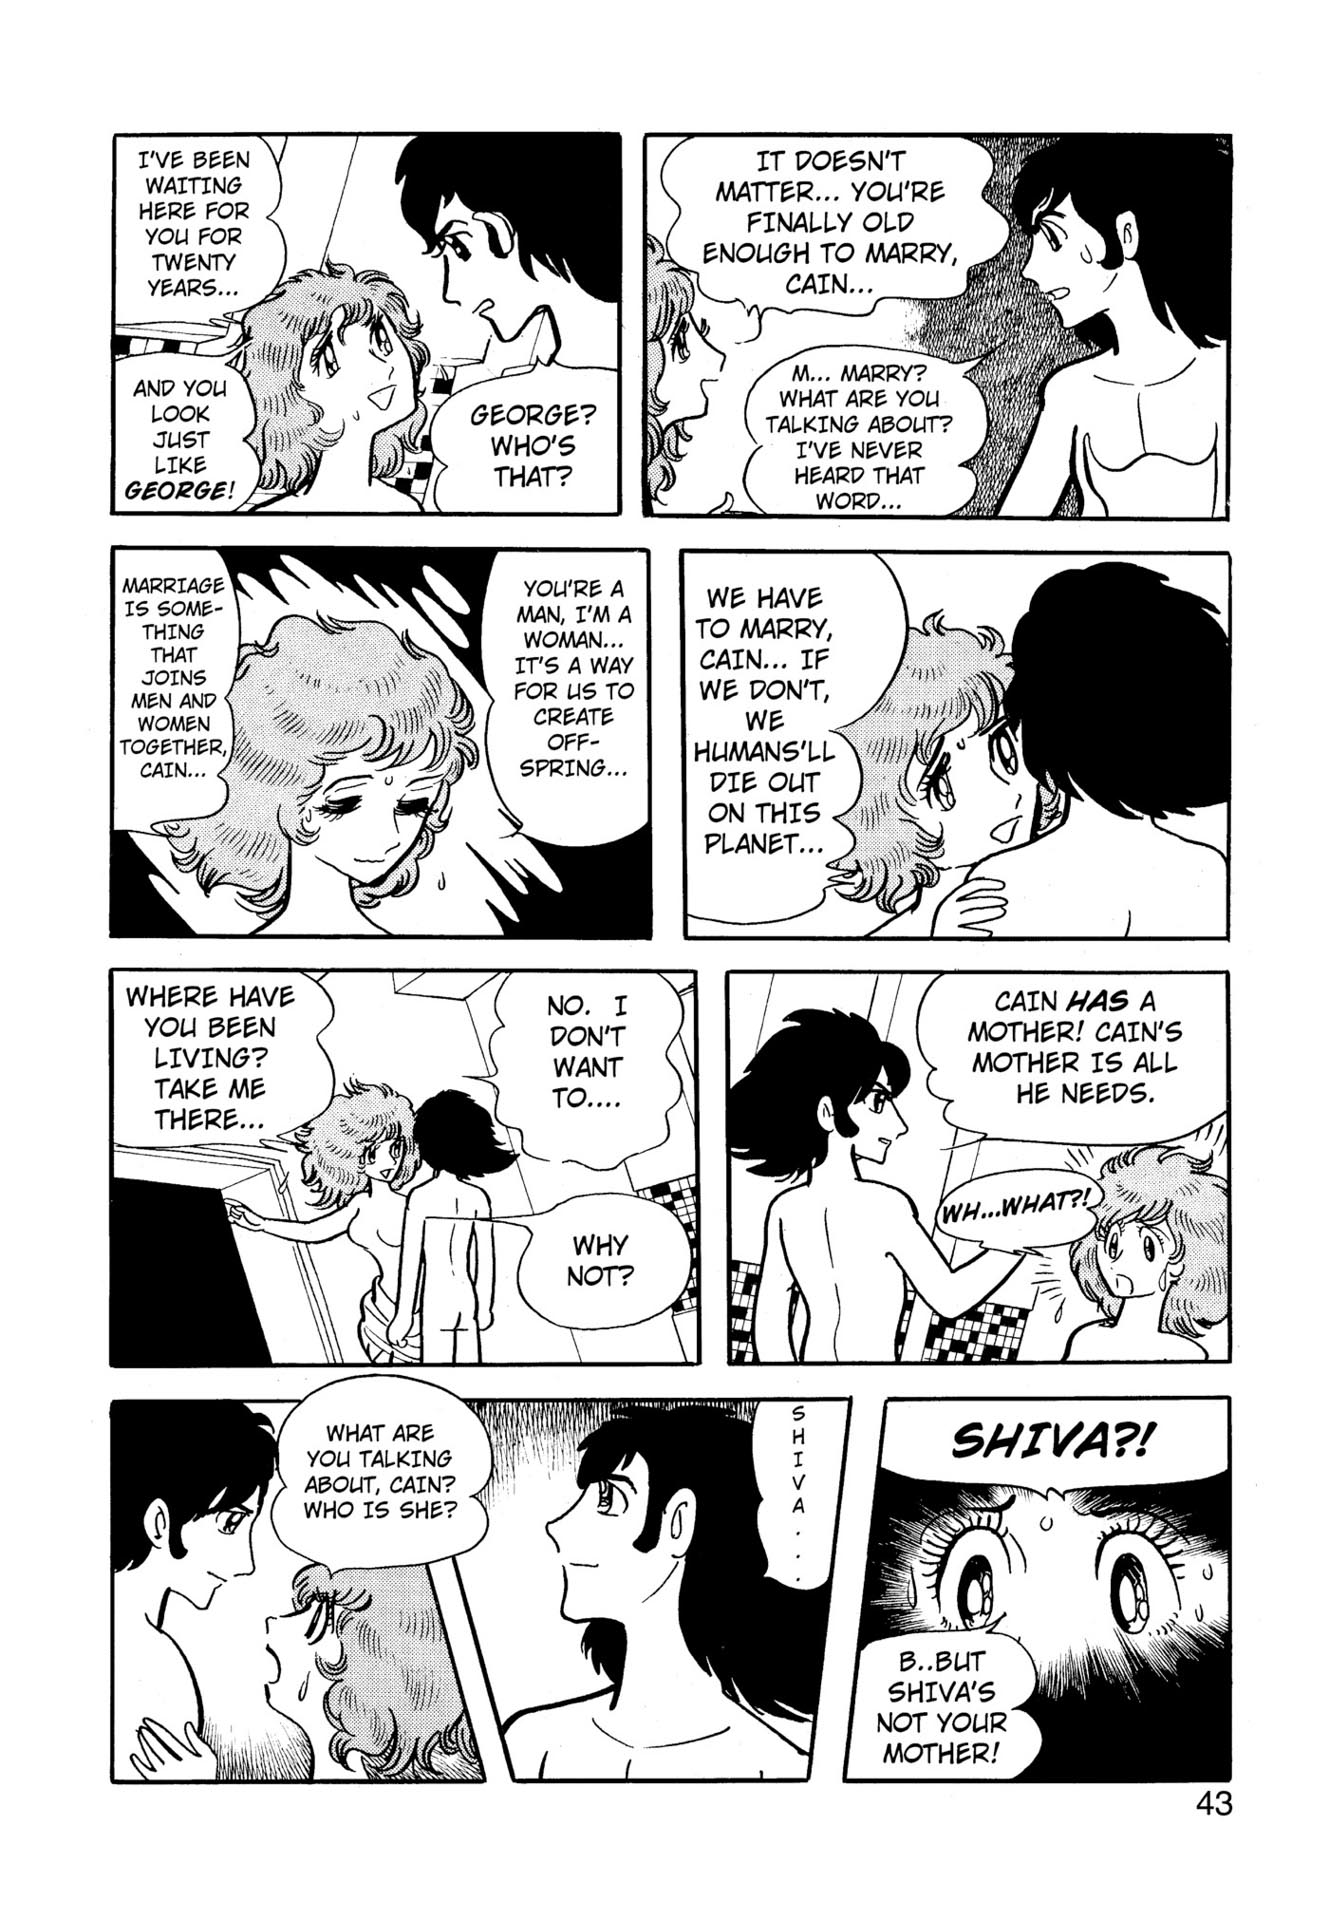 I'VE BEEN
WAITING
HERE FOR
YOU FOR
TWENTY
YEARS...
AND YOU
LOOK
JUST
LIKE
GEORGE!
GEORGE?
WHO'S
THAT?
IT DOESN'T
MATTER... YOU'RE
FINALLY OLD
ENOUGH TO MARRY,
CAIN...
M... MARRY?
WHAT ARE YOU
TALKING ABOUT?
I'VE NEVER
HEARD THAT
WORD...
MARRIAGE
IS SOME-
THING
THAT
JOINS
MEN AND
WOMEN
TOGETHER,
CAIN...
YOU'RE A
MAN, I'M A
WOMAN...
IT'S A WAY
FOR US TO
CREATE
OFF-
SPRING...
WE HAVE
TO MARRY,
CAIN... IF
WE DON'T,
WE
HUMANS'LL
DIE OUT
ON THIS
PLANET...
WHERE HAVE
YOU BEEN
LIVING?
TAKE ME
THERE...
NO. I
DON'T
WANT
TO....
WHY
NOT?
CAIN HAS A
MOTHER! CAIN'S
MOTHER IS ALL
HE NEEDS.
WH...WHAT?!
WHAT ARE
YOU TALKING
ABOUT, CAIN?
WHO IS SHE?
SHIVA...
SHIVA?!
B..BUT
SHIVA'S
NOT YOUR
MOTHER!
43